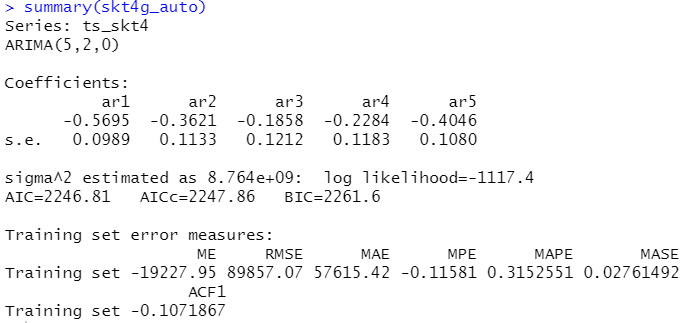 > summary(skt4g_auto)
Series: ts_skt4
ARIMA(5,2,0)
Coefficients:
ar1 ar2 ar3 ar4 ar5
-0.5695 -0.3621 -0.1858 -0.2284 -0.4046
s.e. 0.0989 0.1133 0.1212 0.1183 0.1080
sigma^2 estimated as 8.764e+09: log likelihood=-1117.4
AIC=2246.81 AICc=2247.86 BIC=2261.6
Training set error measures:
ME RMSE MAE MPE MAPE MASE
Training set -19227.95 89857.07 57615.42 -0.11581 0.3152551 0.02761492
ACF1
Training set -0.1071867